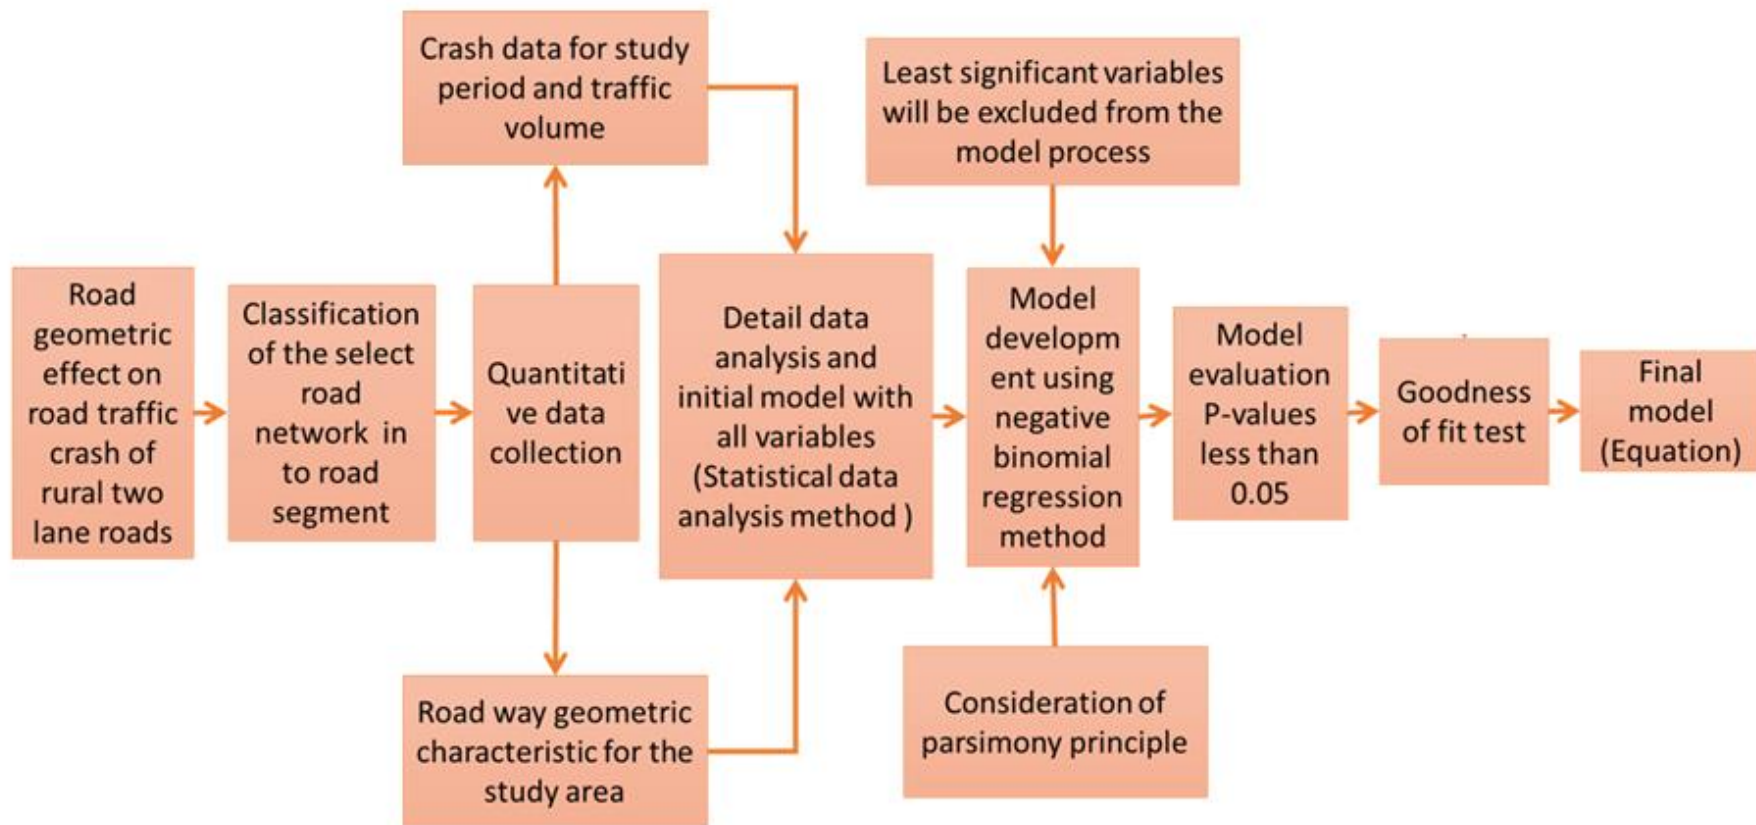 Crash data for study
period and traffic
volume
Least significant variables
will be excluded from the
model process
Road
geometric
effect on
road traffic
crash of
rural two
lane roads
Classification
of the select
road
network in
to road
segment
Quantitati
ve data
collection
Detail data
analysis and
initial model with
all variables
(Statistical data
analysis method )
Model
developm
ent using
negative
binomial
regression
method
Model
evaluation
P-values
less than
0.05
Goodness
of fit test
Final
model
(Equation)
Road way geometric
characteristic for the
study area
Consideration of
parsimony principle